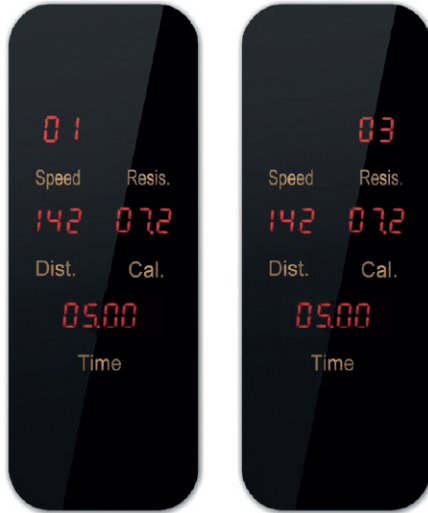 01
Speed Resis.
142 07.2
Dist. Cal.
05.00
Time
03
Speed Resis.
142 07.2
Dist. Cal.
05.00
Time